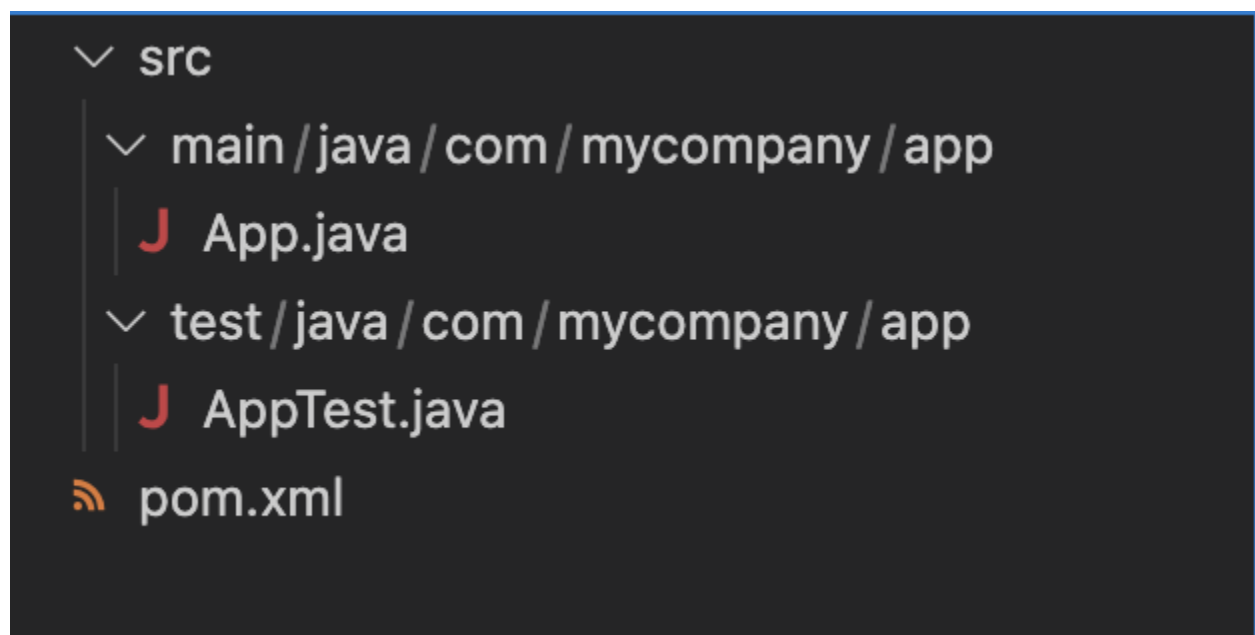 src
main/java/com/mycompany/app
J App.java
test/java/com/mycompany/app
J AppTest.java
pom.xml